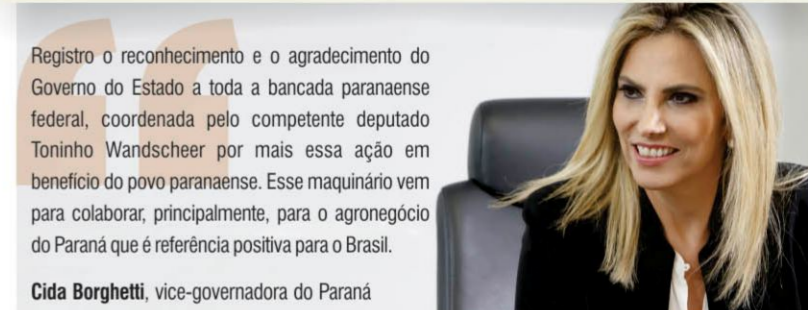 Registro o reconhecimento e o agradecimento do
Governo do Estado a toda a bancada paranaense
federal, coordenada pelo competente deputado
Toninho Wandscheer por mais essa ação em
benefício do povo paranaense. Esse maquinário vem
para colaborar, principalmente, para o agronegócio
do Paraná que é referência positiva para o Brasil.
Cida Borghetti, vice-governadora do Paraná